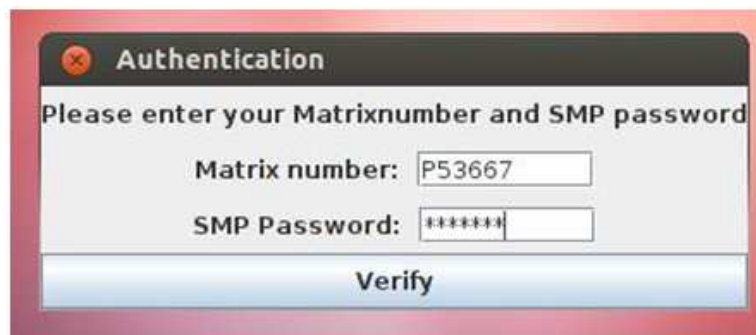 Authentication
Please enter your Matrixnumber and SMP password
Matrix number: P53667
SMP Password: *******
Verify